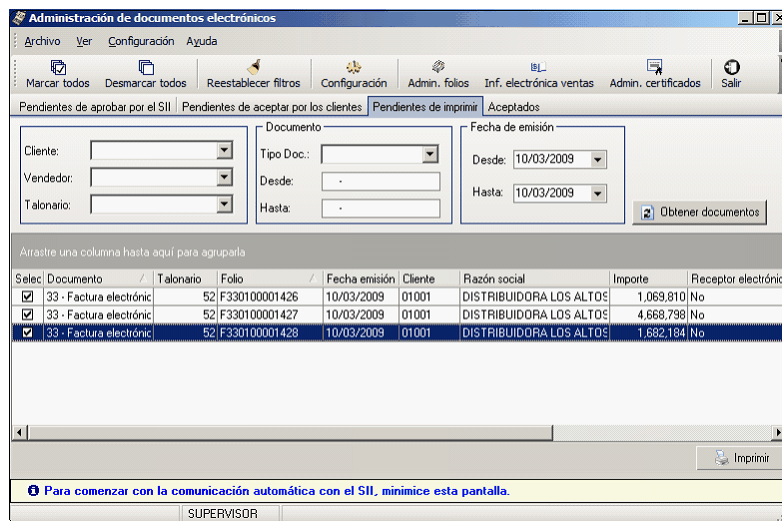 Administración de documentos electrónicos
Archivo Ver Configuración Ayuda
Marcar todos Desmarcar todos Reestablecer filtros Configuración Admin. folios Inf. electrónica ventas Admin. certificados Salir
Pendientes de aprobar por el SII Pendientes de aceptar por los clientes Pendientes de imprimir Aceptados
Documento Fecha de emisión
Cliente: Tipo Doc.: Desde: 10/03/2009
Vendedor: Desde: - Hasta: 10/03/2009
Talonario: Hasta: - Obtener documentos
Arrastre una columna hasta aquí para agruparla
Selec Documento Talonario Folio Fecha emisión Cliente Razón social Importe Receptor electrónic
33 - Factura electrónic 52 F330100001426 10/03/2009 01001 DISTRIBUIDORA LOS ALTOS 1,069,810 No
33 - Factura electrónic 52 F330100001427 10/03/2009 01001 DISTRIBUIDORA LOS ALTOS 4,668,798 No
33 - Factura electrónic 52 F330100001428 10/03/2009 01001 DISTRIBUIDORA LOS ALTOS 1,682,184 No
Imprimir
Para comenzar con la comunicación automática con el SII, minimice esta pantalla.
SUPERVISOR